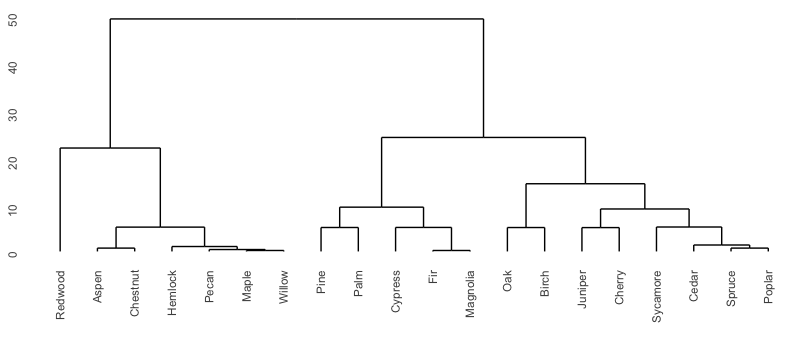 50
40
30
20
10
0
Redwood
Aspen
Chestnut
Hemlock
Pecan
Maple
Willow
Pine
Palm
Cypress
Fir
Magnolia
Oak
Birch
Juniper
Cherry
Sycamore
Cedar
Spruce
Poplar